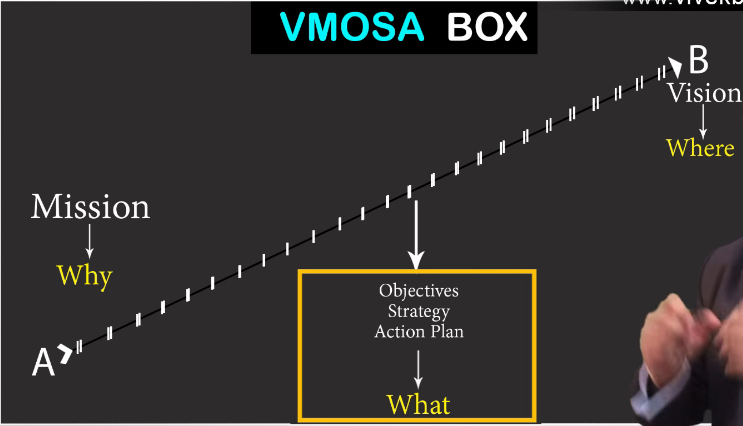 VMOSA BOX
B
Vision
Where
Mission
Why
Objectives
Strategy
Action Plan
What
A